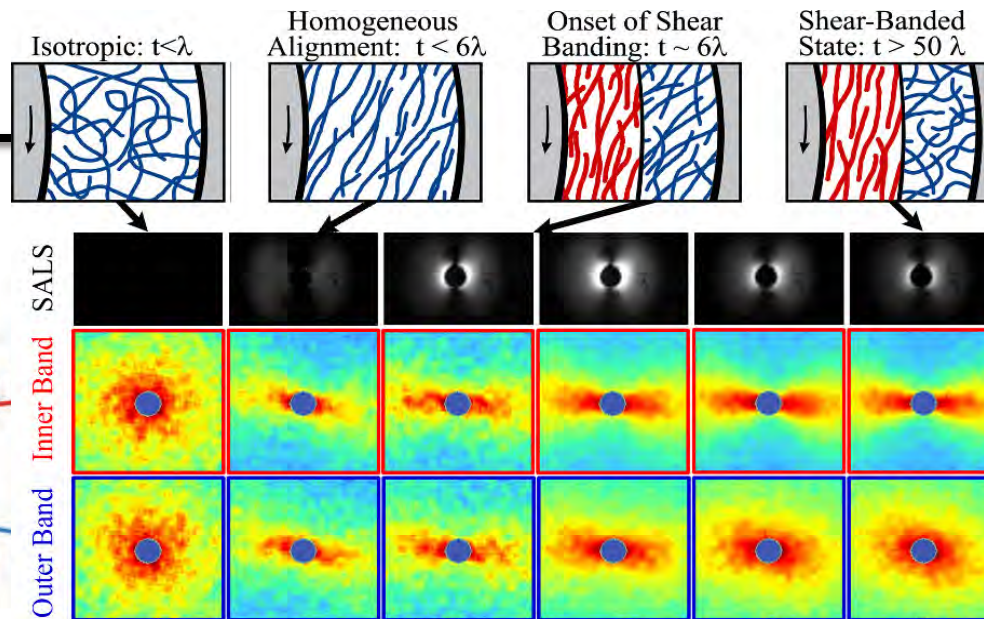 Isotropic: t<λ
Homogeneous
Alignment: t < 6λ
Onset of Shear
Banding: t ~ 6λ
Shear-Banded
State: t > 50 λ
SALS
Inner Band
Outer Band